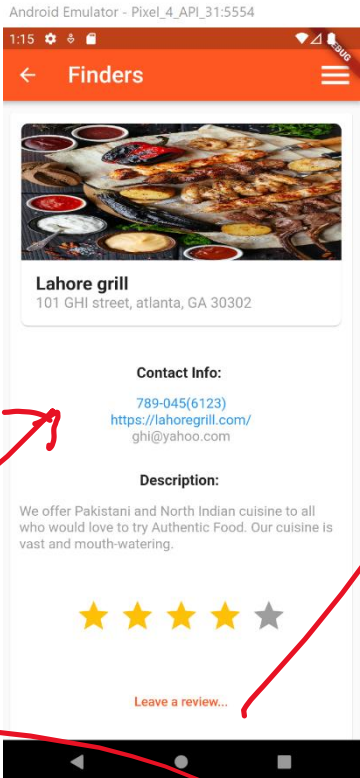 Android Emulator - Pixel_4_API_31:5554
1:15
DEBUG
Finders
Lahore grill
101 GHI street, atlanta, GA 30302
Contact Info:
789-045(6123)
https://lahoregrill.com/
ghi@yahoo.com
Description:
We offer Pakistani and North Indian cuisine to all
who would love to try Authentic Food. Our cuisine is
vast and mouth-watering.
Leave a review...